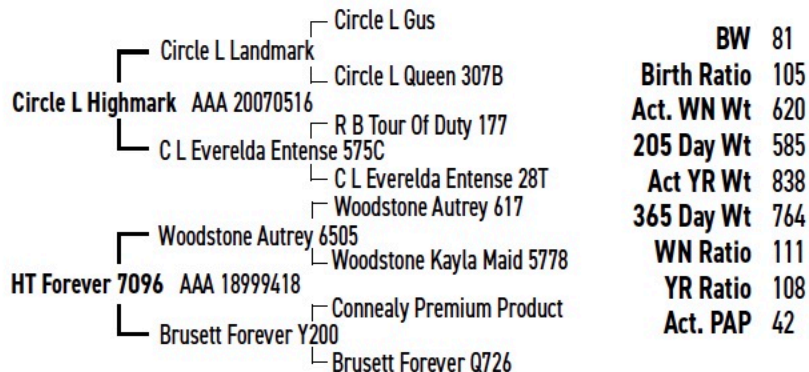 Circle L Gus
Circle L Landmark
Circle L Queen 307B
Circle L Highmark AAA 20070516
R B Tour Of Duty 177
C L Everelda Entense 575C
C L Everelda Entense 28T
Woodstone Autrey 617
Woodstone Autrey 6505
Woodstone Kayla Maid 5778
HT Forever 7096 AAA 18999418
Connealy Premium Product
Brusett Forever Y200
Brusett Forever Q726
BW 81
Birth Ratio 105
Act. WN Wt 620
205 Day Wt 585
Act YR Wt 838
365 Day Wt 764
WN Ratio 111
YR Ratio 108
Act. PAP 42